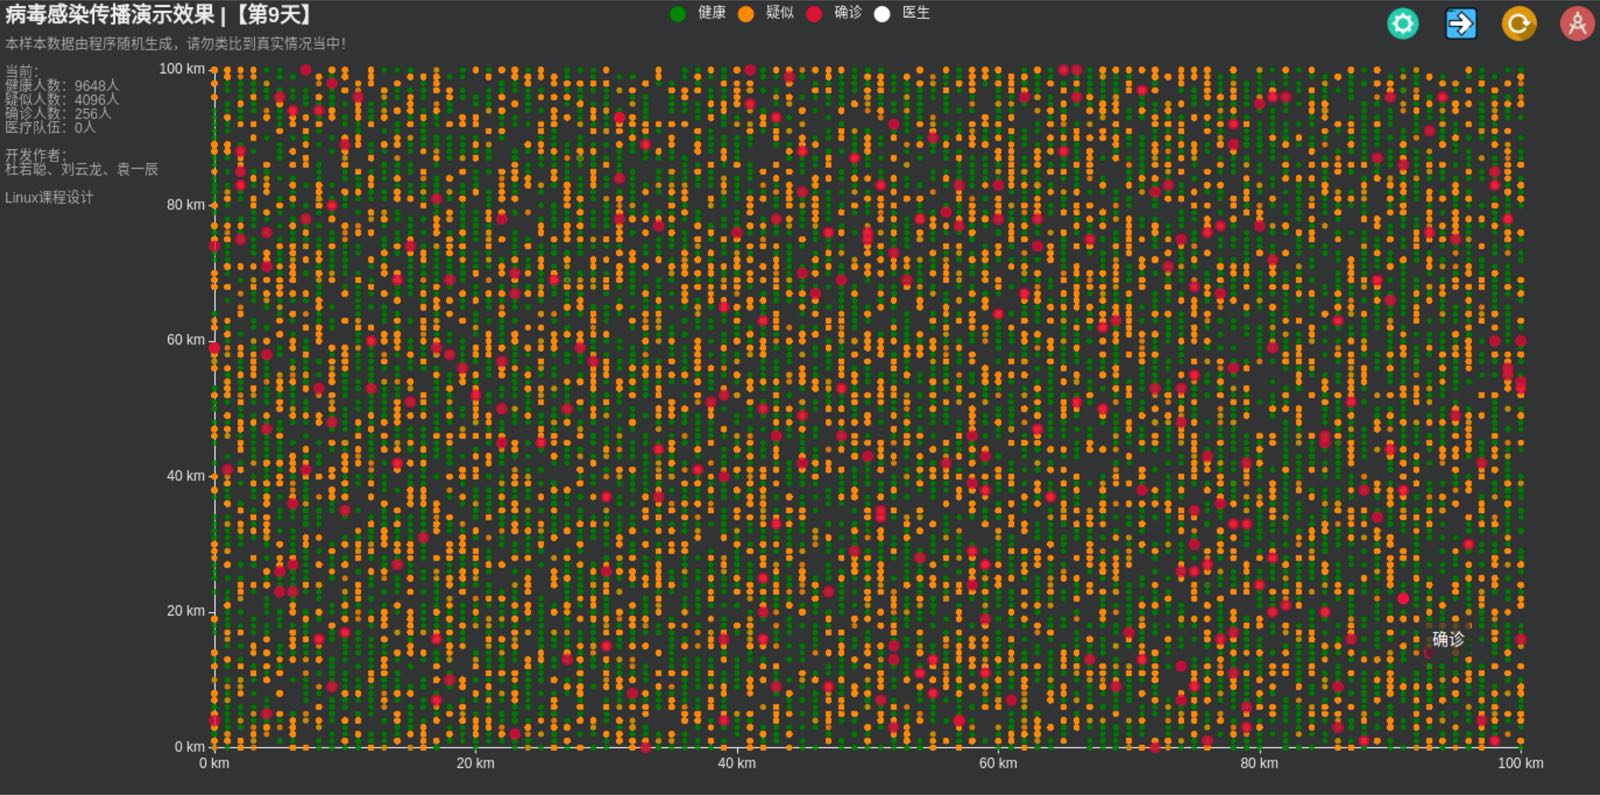 病毒感染传播演示效果 |【第9天】
健康 疑似 确诊 医生
本样本数据由程序随机生成，请勿类比到真实情况当中！
当前：
健康人数：9648人
疑似人数：4096人
确诊人数：256人
医疗队伍：0人
开发作者：
杜若聪、刘云龙、袁一辰
Linux课程设计
100 km
80 km
60 km
40 km
20 km
0 km
确诊
0 km 20 km 40 km 60 km 80 km 100 km